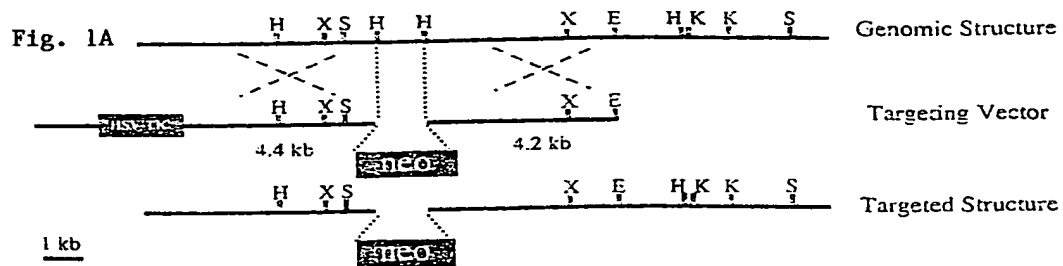 Fig. 1A
H X S H H X E H K K S
Genomic Structure
H X S X E
Targeting Vector
4.4 kb 4.2 kb
neo
H X S X E H K K S
Targeted Structure
neo
1 kb